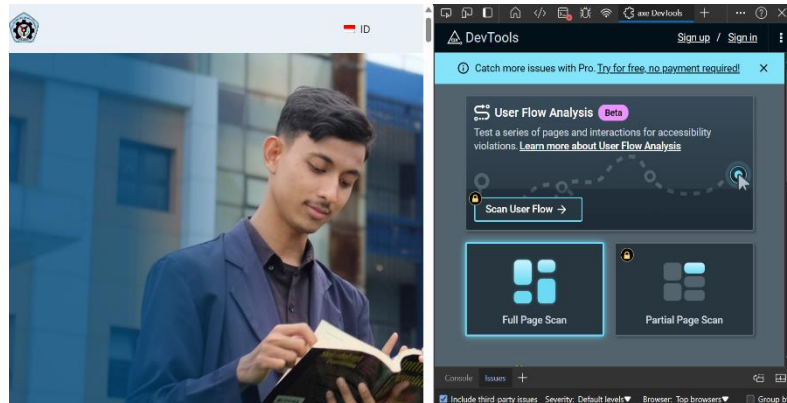 ID
axe DevTools
DevTools
Sign up / Sign in
Catch more issues with Pro. Try for free, no payment required!
User Flow Analysis Beta
Test a series of pages and interactions for accessibility
violations. Learn more about User Flow Analysis
Scan User Flow →
Full Page Scan
Partial Page Scan
Console Issues
Include third party issues Severity: Default levels▼ Browser: Top browsers▼ Group b